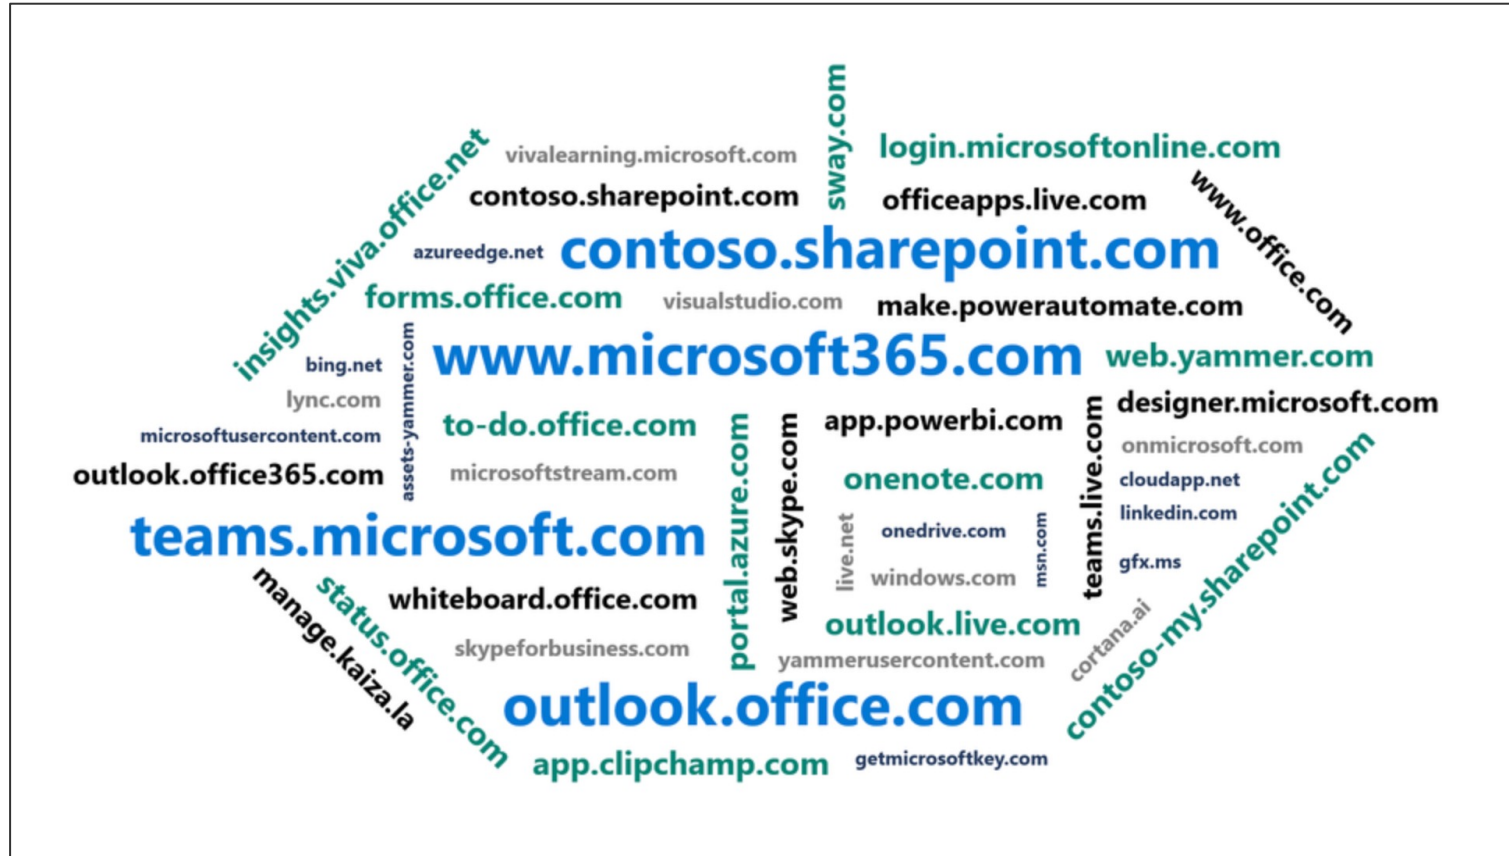 sway.com
login.microsoftonline.com
vivalearning.microsoft.com
insights.viva.office.net
contoso.sharepoint.com
officeapps.live.com
www.office.com
azureedge.net
contoso.sharepoint.com
forms.office.com
visualstudio.com
make.powerautomate.com
www.microsoft365.com
web.yammer.com
bing.net
assets-yammer.com
lync.com
designer.microsoft.com
microsoftusercontent.com
to-do.office.com
app.powerbi.com
teams.live.com
onmicrosoft.com
outlook.office365.com
microsoftstream.com
portal.azure.com
web.skype.com
onenote.com
cloudapp.net
contoso-my.sharepoint.com
linkedin.com
teams.microsoft.com
live.net
onedrive.com
msn.com
gfx.ms
windows.com
manage.kaiza.la
status.office.com
whiteboard.office.com
outlook.live.com
cortana.ai
skypeforbusiness.com
yammerusercontent.com
outlook.office.com
app.clipchamp.com
getmicrosoftkey.com